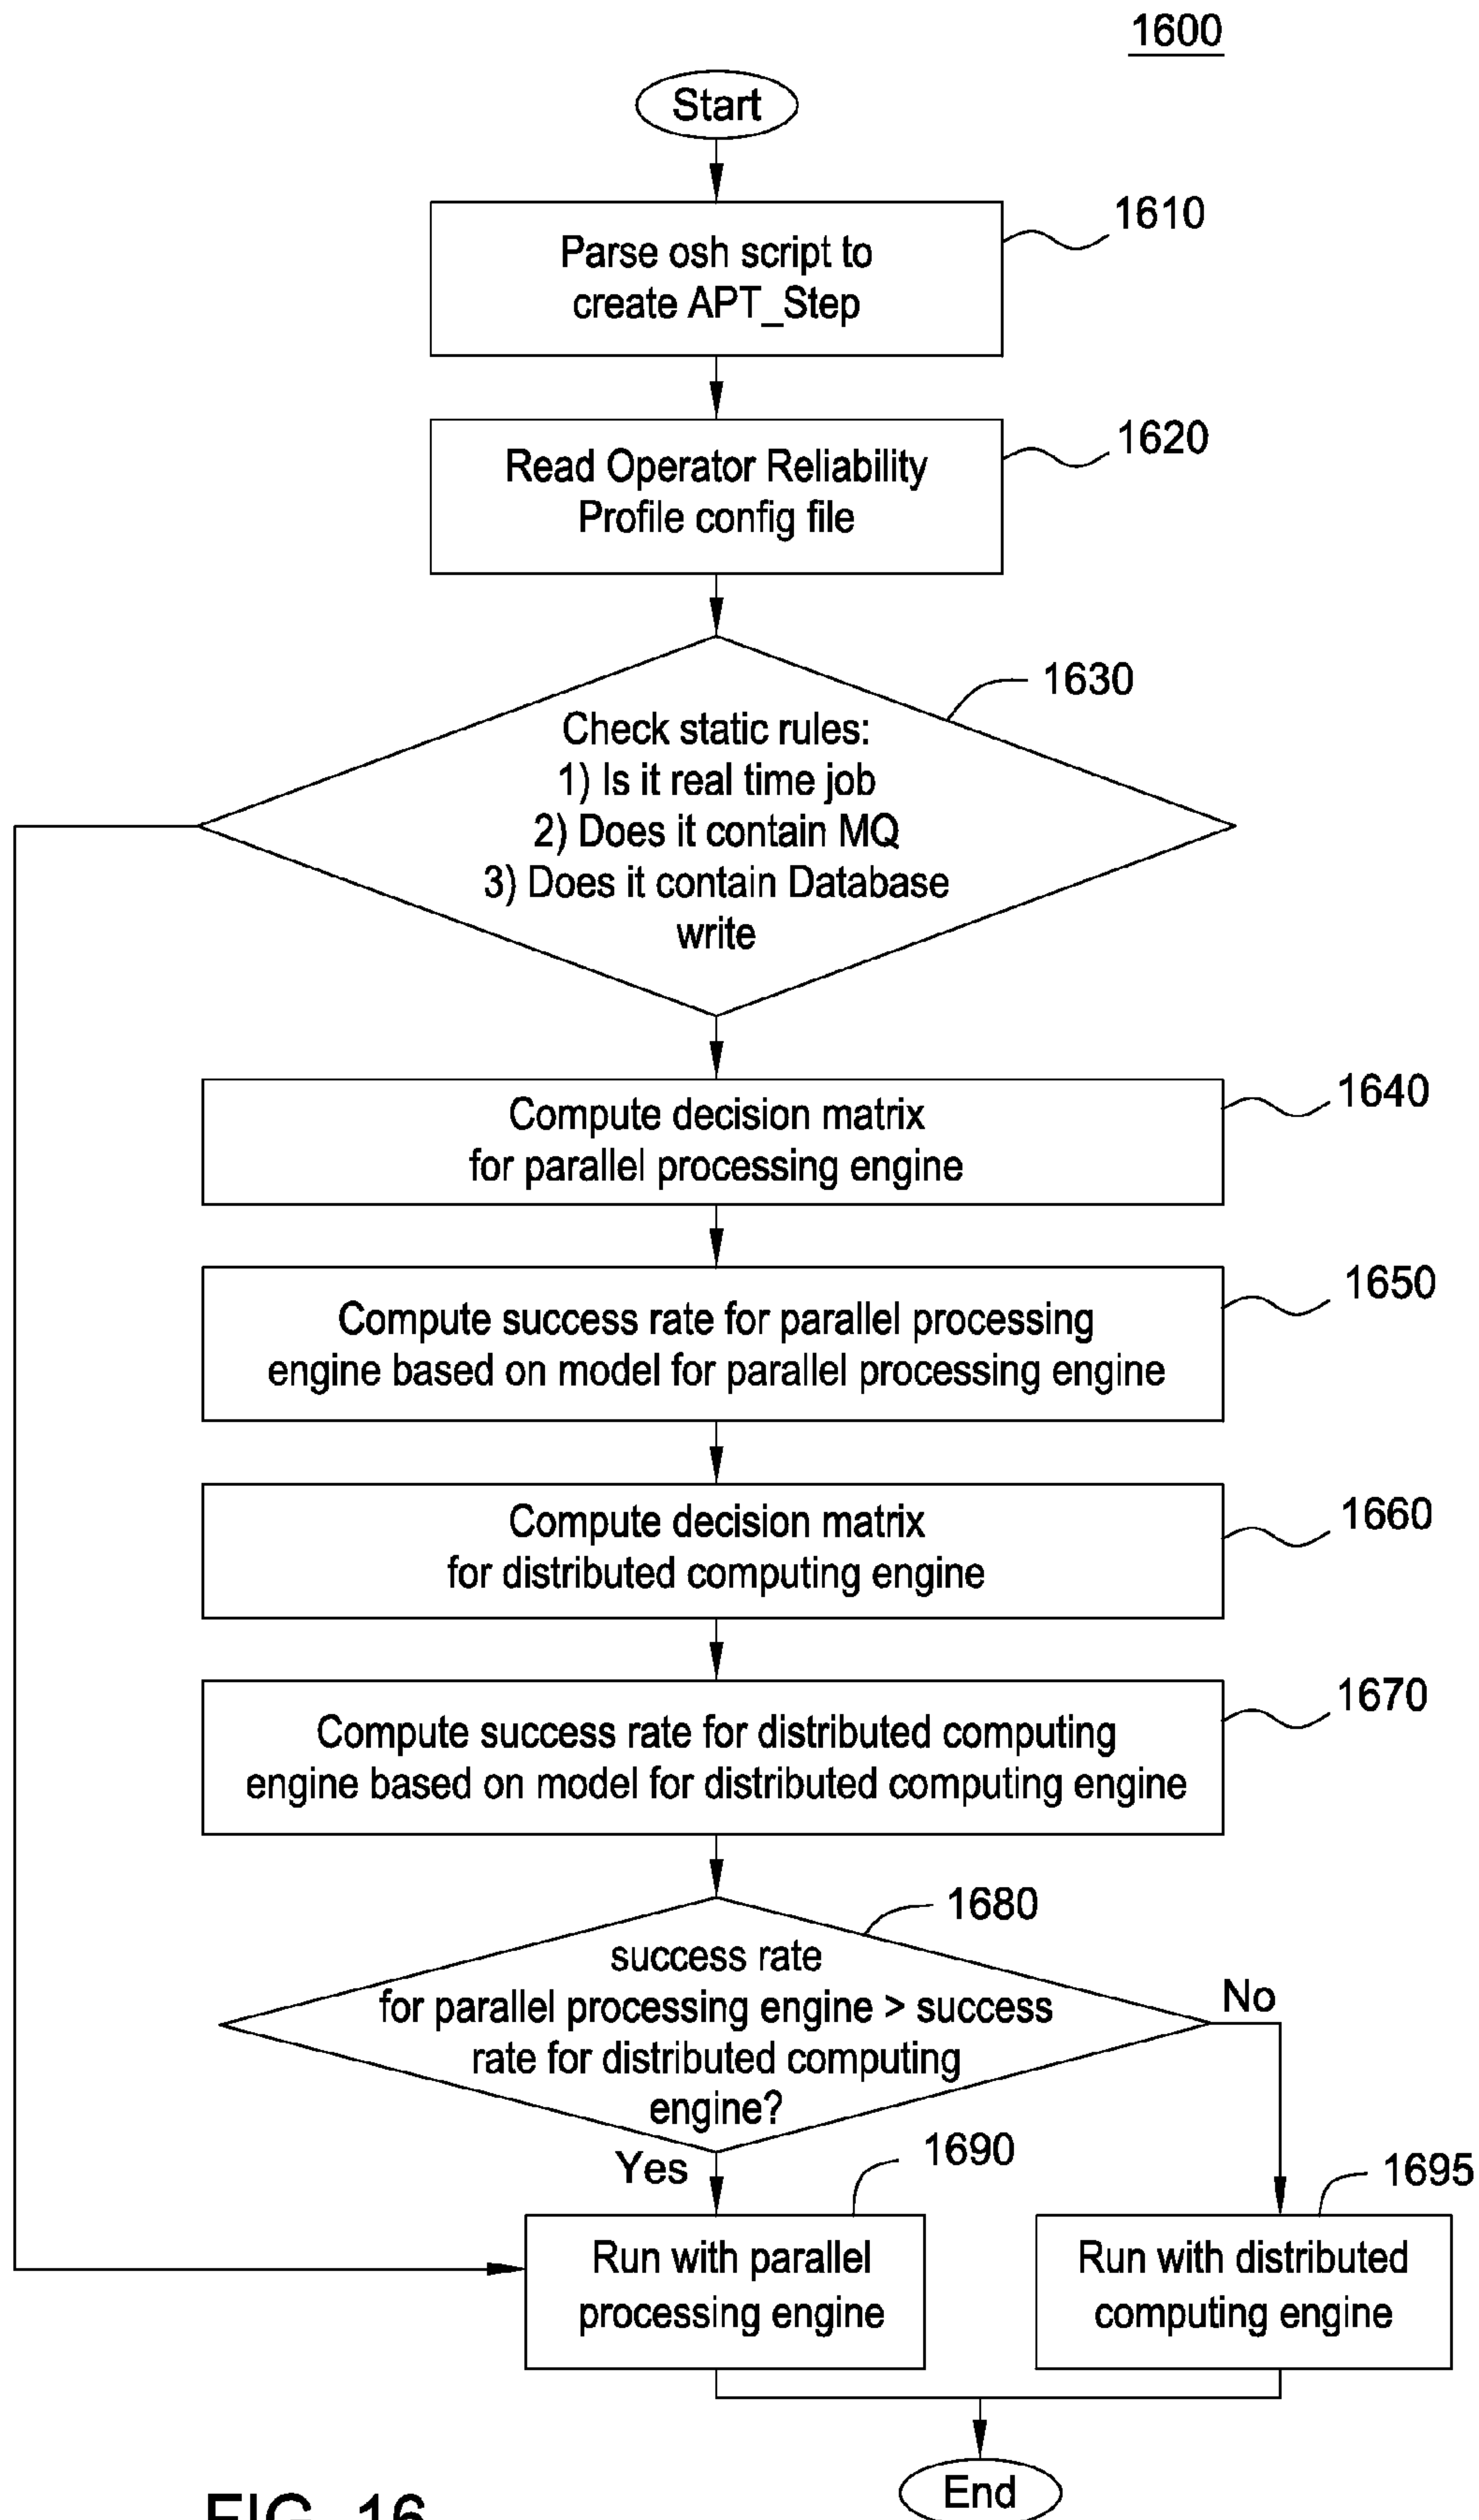 1600
Start
1610
Parse osh script to
create APT_Step
1620
Read Operator Reliability
Profile config file
1630
Check static rules:
1) Is it real time job
2) Does it contain MQ
3) Does it contain Database
write
1640
Compute decision matrix
for parallel processing engine
1650
Compute success rate for parallel processing
engine based on model for parallel processing engine
1660
Compute decision matrix
for distributed computing engine
1670
Compute success rate for distributed computing
engine based on model for distributed computing engine
1680
success rate
for parallel processing engine > success
rate for distributed computing
engine?
No
Yes
1690
1695
Run with parallel
processing engine
Run with distributed
computing engine
End
FIG. 16